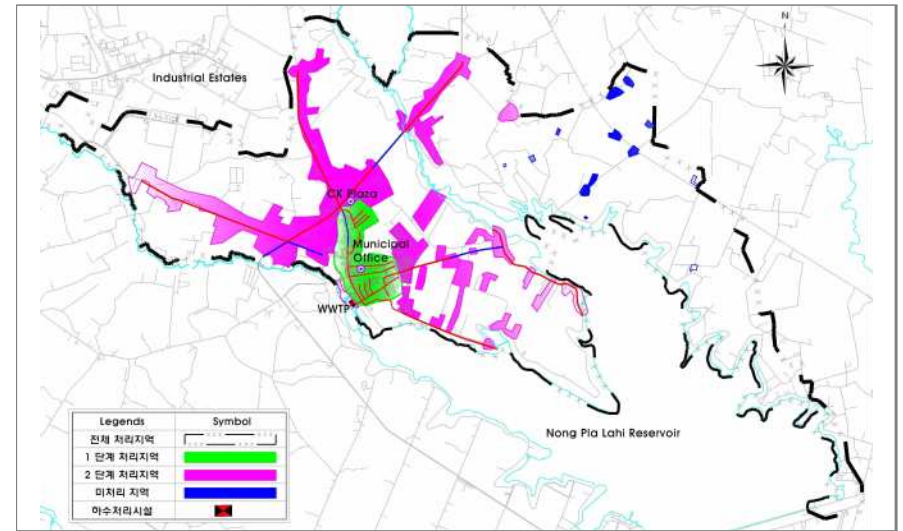 N
Industrial Estates
CK Plaza
Municipal
Office
WWTP
Nong Pla Lahi Reservoir
Legends Symbol
전체 처리지역
1 단계 처리지역
2 단계 처리지역
미처리 지역
하수처리시설